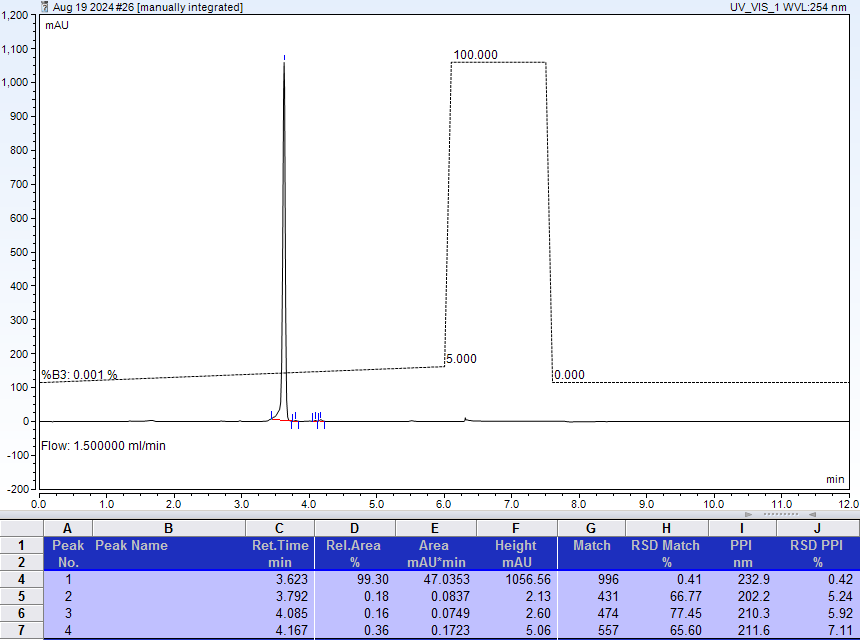 Aug 19 2024 #26 [manually integrated] UV_VIS_1 WVL:254 nm
1,200 mAU
1,100
100.000
1,000
900
800
700
600
500
400
300
200
5.000
%B3: 0.001 % 0.000
100
0
Flow: 1.500000 ml/min
-100
min
-200
0.0 1.0 2.0 3.0 4.0 5.0 6.0 7.0 8.0 9.0 10.0 11.0 12.0
A B C D E F G H I J
1 Peak Peak Name Ret.Time Rel.Area Area Height Match RSD Match PPI RSD PPI
2 No. min % mAU*min mAU % nm %
4 1 3.623 99.30 47.0353 1056.56 996 0.41 232.9 0.42
5 2 3.792 0.18 0.0837 2.13 431 66.77 202.2 5.24
6 3 4.085 0.16 0.0749 2.60 474 77.45 210.3 5.92
7 4 4.167 0.36 0.1723 5.06 557 65.60 211.6 7.11